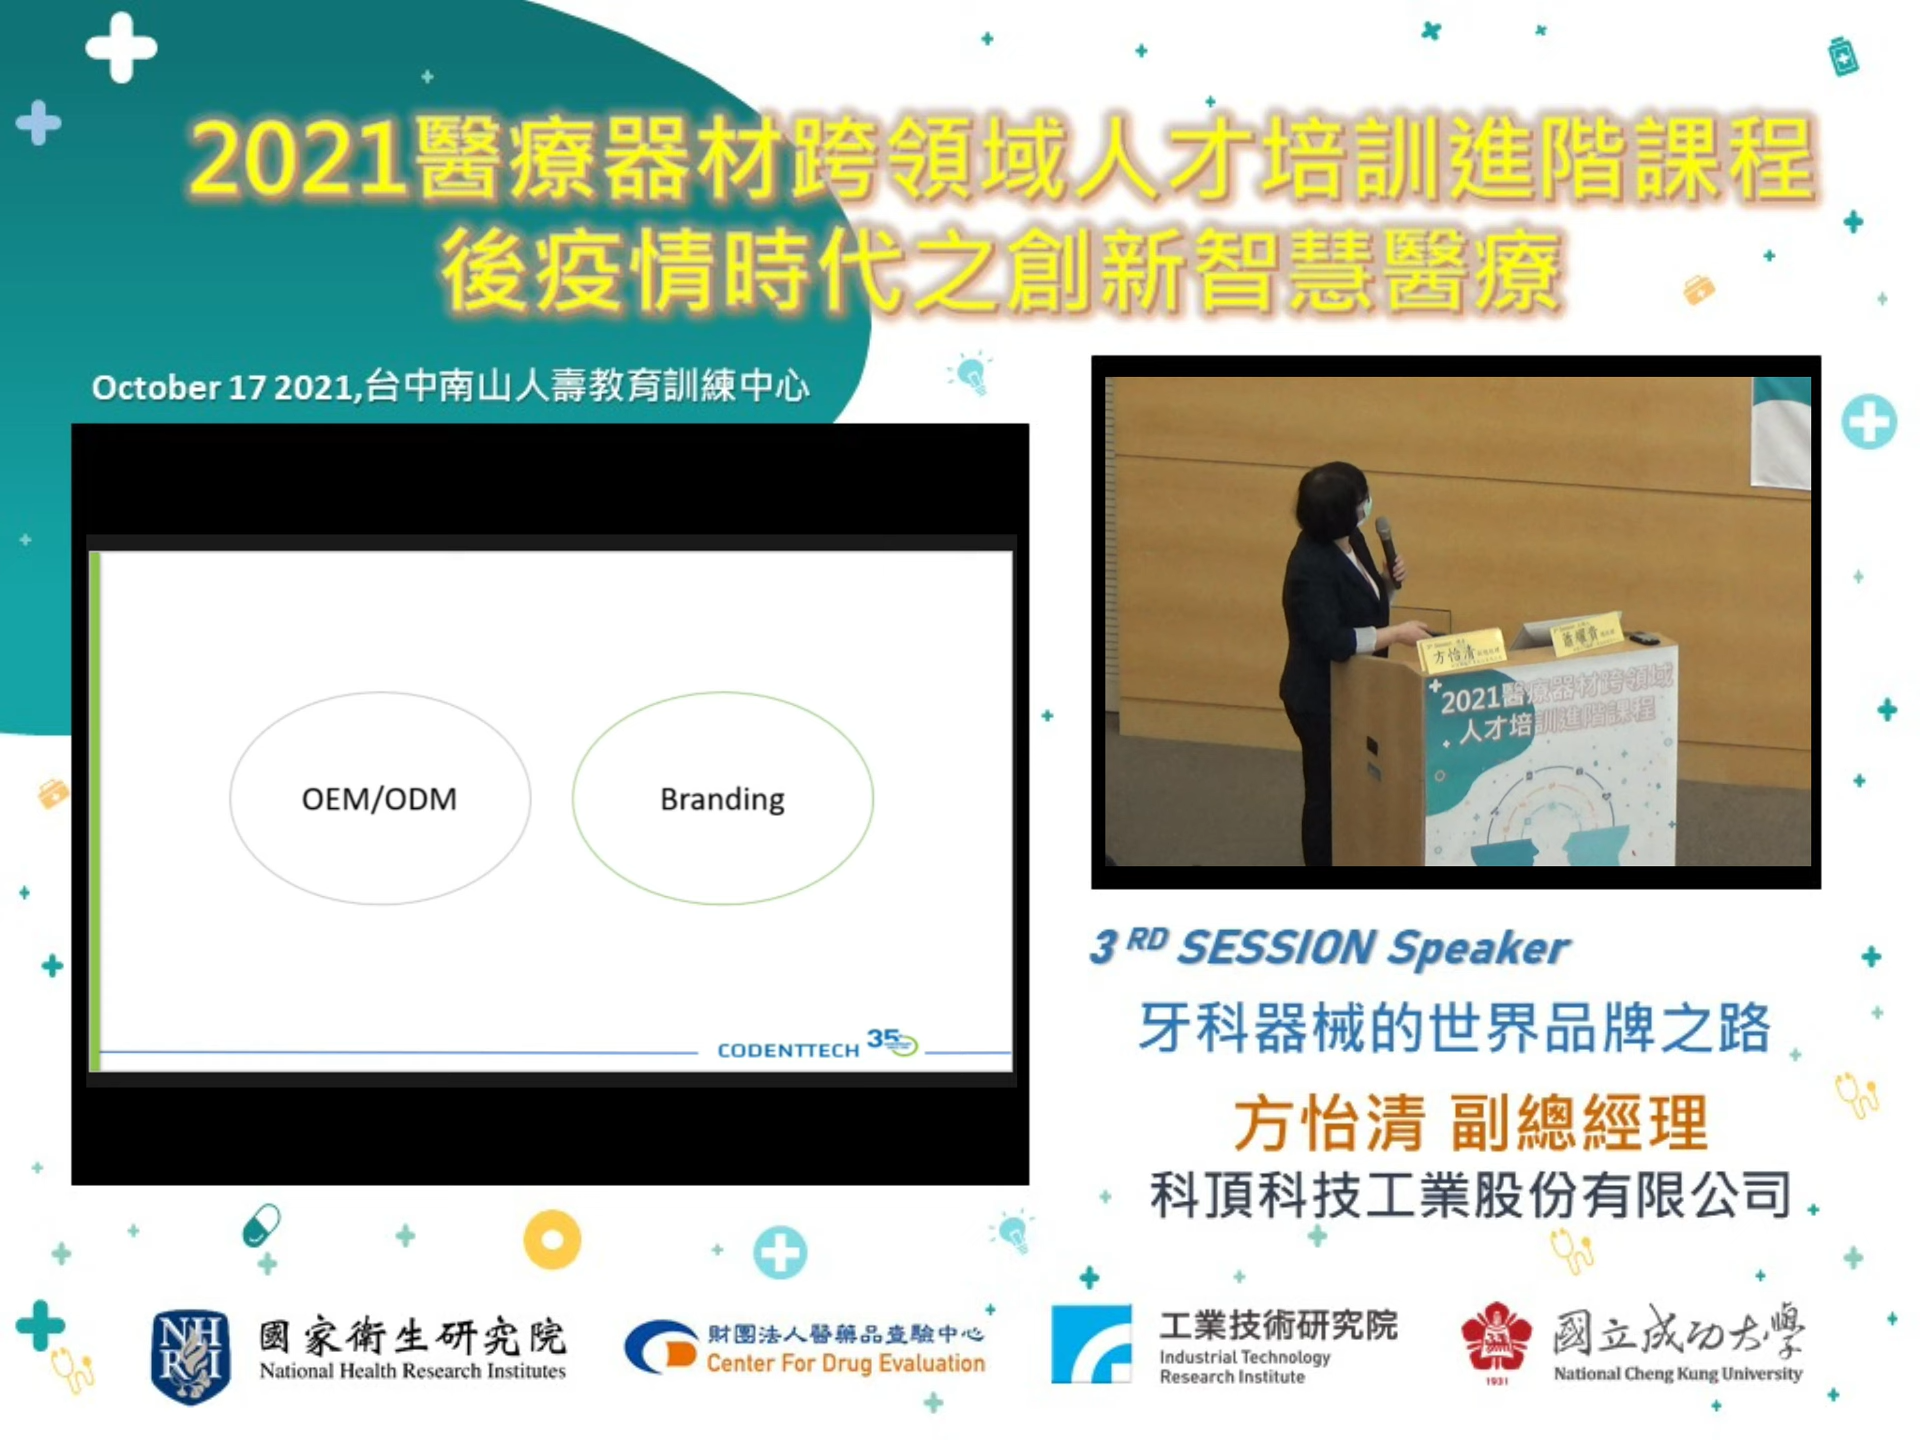 2021醫療器材跨領域人才培訓進階課程
後疫情時代之創新智慧醫療
October 17 2021,台中南山人壽教育訓練中心
OEM/ODM
Branding
CODENTTECH 35
方怡清
2021醫療器材跨領域
人才培訓進階課程
3RD SESSION Speaker
牙科器械的世界品牌之路
方怡清 副總經理
科頂科技工業股份有限公司
NHRI
國家衛生研究院
National Health Research Institutes
財團法人醫藥品查驗中心
Center For Drug Evaluation
工業技術研究院
Industrial Technology
Research Institute
1931
國立成功大學
National Cheng Kung University